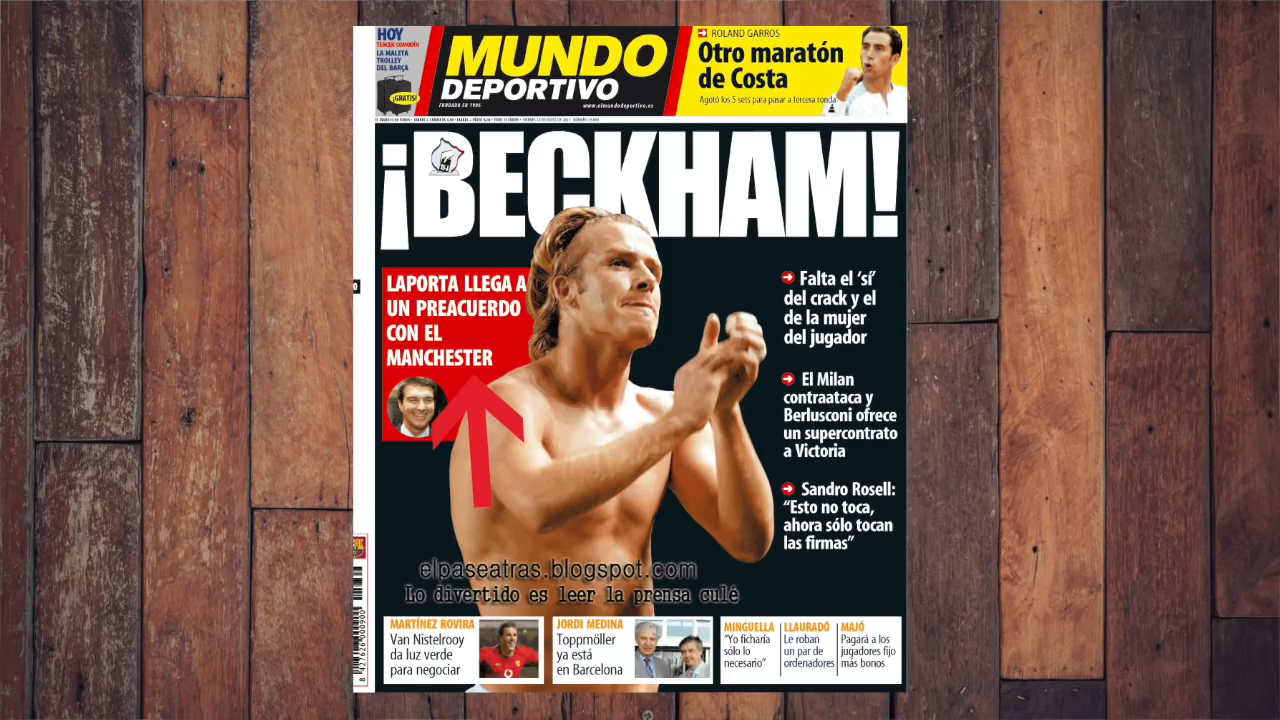 HOY
TERCER COMODÍN
LA MALETA
TROLLEY
DEL BARÇA
¡GRATIS!
MUNDO
DEPORTIVO
FUNDADO EN 1906
www.elmundodeportivo.es
ROLAND GARROS
Otro maratón
de Costa
Agotó los 5 sets para pasar a tercera ronda
¡BECKHAM!
LAPORTA LLEGA A
UN PREACUERDO
CON EL
MANCHESTER
Falta el ‘sí’
del crack y el
de la mujer
del jugador
El Milan
contraataca y
Berlusconi ofrece
un supercontrato
a Victoria
Sandro Rosell:
“Esto no toca,
ahora sólo tocan
las firmas”
elpaseatras.blogspot.com
Lo divertido es leer la prensa culé
MARTÍNEZ ROVIRA
Van Nistelrooy
da luz verde
para negociar
JORDI MEDINA
Toppmöller
ya está
en Barcelona
MINGUELLA
“Yo ficharía
sólo lo
necesario”
LLAURADÓ
Le roban
un par de
ordenadores
MAJÓ
Pagará a los
jugadores fijo
más bonos
8 427626 000900